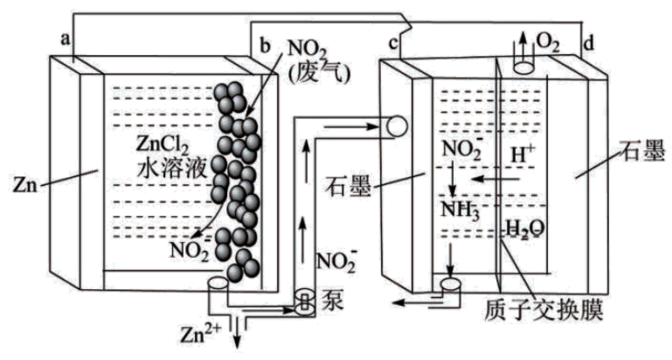 a
b
c
d
NO₂
(废气)
O₂
ZnCl₂
水溶液
Zn
NO₂⁻
Zn²⁺
NO₂⁻
泵
石墨
NO₂⁻
NH₃
H⁺
H₂O
石墨
质子交换膜